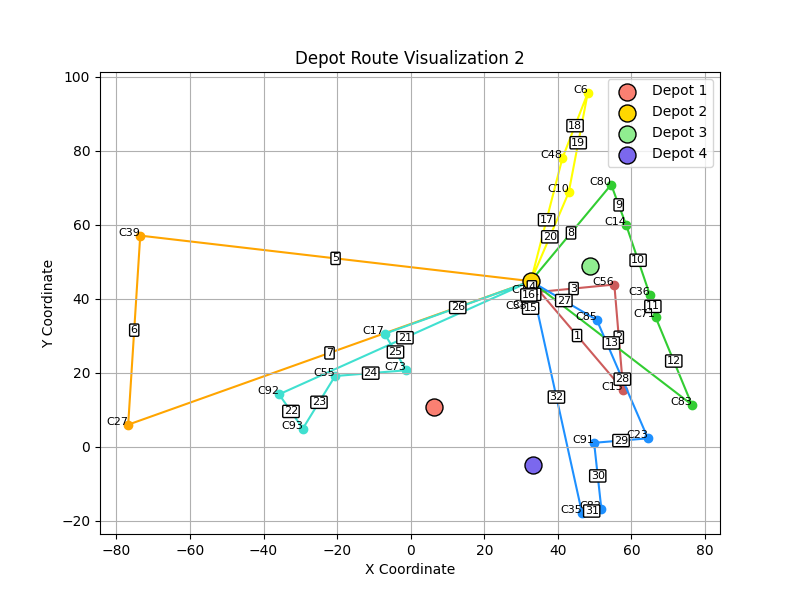 Depot Route Visualization 2
Depot 1
Depot 2
Depot 3
Depot 4
Y Coordinate
X Coordinate
100
80
60
40
20
0
−20
−80
−60
−40
−20
0
20
40
60
80
C6
18
19
C48
C10
17
20
C80
9
8
C14
10
C39
5
6
7
C27
C56
C36
11
3
4
16
15
27
C85
1
13
12
C83
28
26
C17
21
25
C73
24
C55
C92
22
23
C93
32
C23
29
C91
30
C35
31